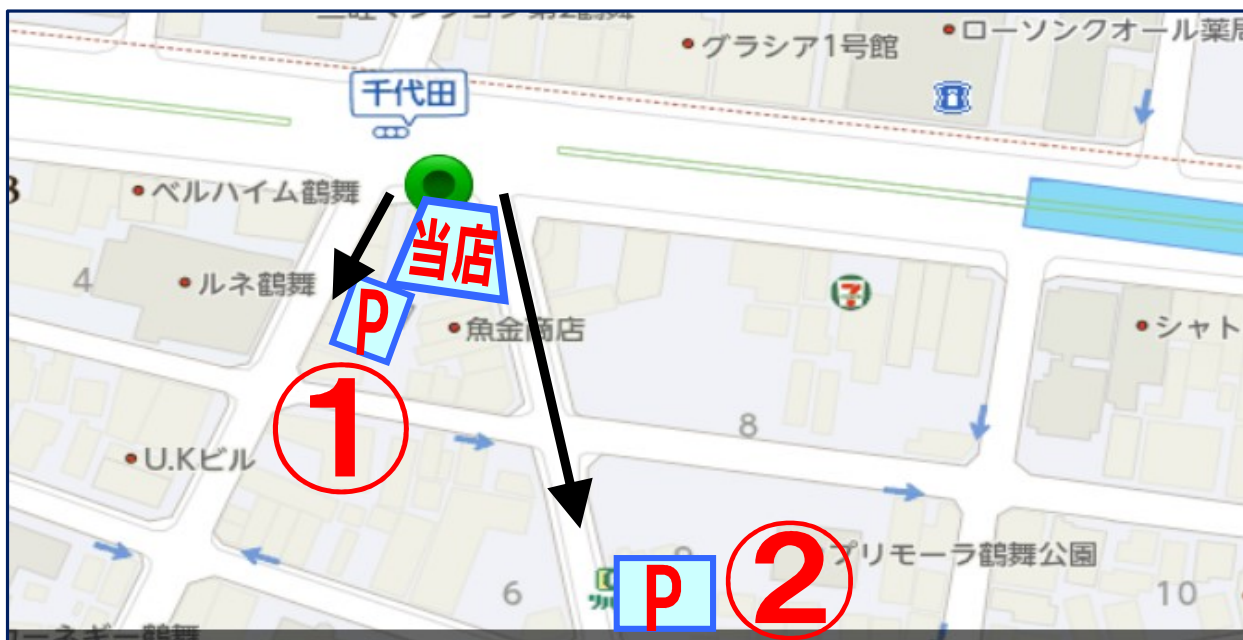 グラシア1号館
ローソンクオール薬局
千代田
3
ベルハイム鶴舞
当店
4
ルネ鶴舞
P
魚金商店
7
シャト
①
8
U.Kビル
プリモーラ鶴舞公園
②
P
6
10